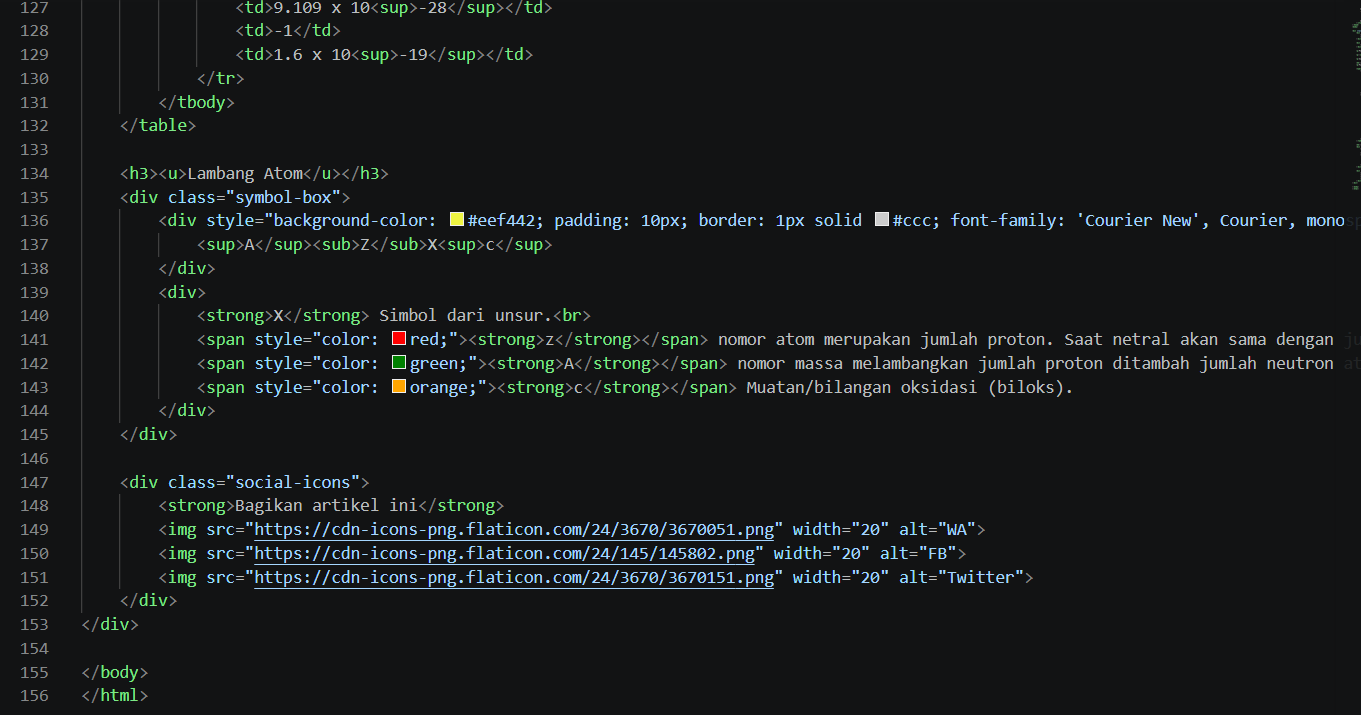 127 <td>9.109 x 10<sup>-28</sup></td>
128 <td>-1</td>
129 <td>1.6 x 10<sup>-19</sup></td>
130 </tr>
131 </tbody>
132 </table>
133
134 <h3><u>Lambang Atom</u></h3>
135 <div class="symbol-box">
136 <div style="background-color: #eef442; padding: 10px; border: 1px solid #ccc; font-family: 'Courier New', Courier, monosp
137 <sup>A</sup><sub>Z</sub>X<sup>c</sup>
138 </div>
139 <div>
140 <strong>X</strong> Simbol dari unsur.<br>
141 <span style="color: red;"><strong>z</strong></span> nomor atom merupakan jumlah proton. Saat netral akan sama dengan ju
142 <span style="color: green;"><strong>A</strong></span> nomor massa melambangkan jumlah proton ditambah jumlah neutron at
143 <span style="color: orange;"><strong>c</strong></span> Muatan/bilangan oksidasi (biloks).
144 </div>
145 </div>
146
147 <div class="social-icons">
148 <strong>Bagikan artikel ini</strong>
149 <img src="https://cdn-icons-png.flaticon.com/24/3670/3670051.png" width="20" alt="WA">
150 <img src="https://cdn-icons-png.flaticon.com/24/145/145802.png" width="20" alt="FB">
151 <img src="https://cdn-icons-png.flaticon.com/24/3670/3670151.png" width="20" alt="Twitter">
152 </div>
153 </div>
154
155 </body>
156 </html>